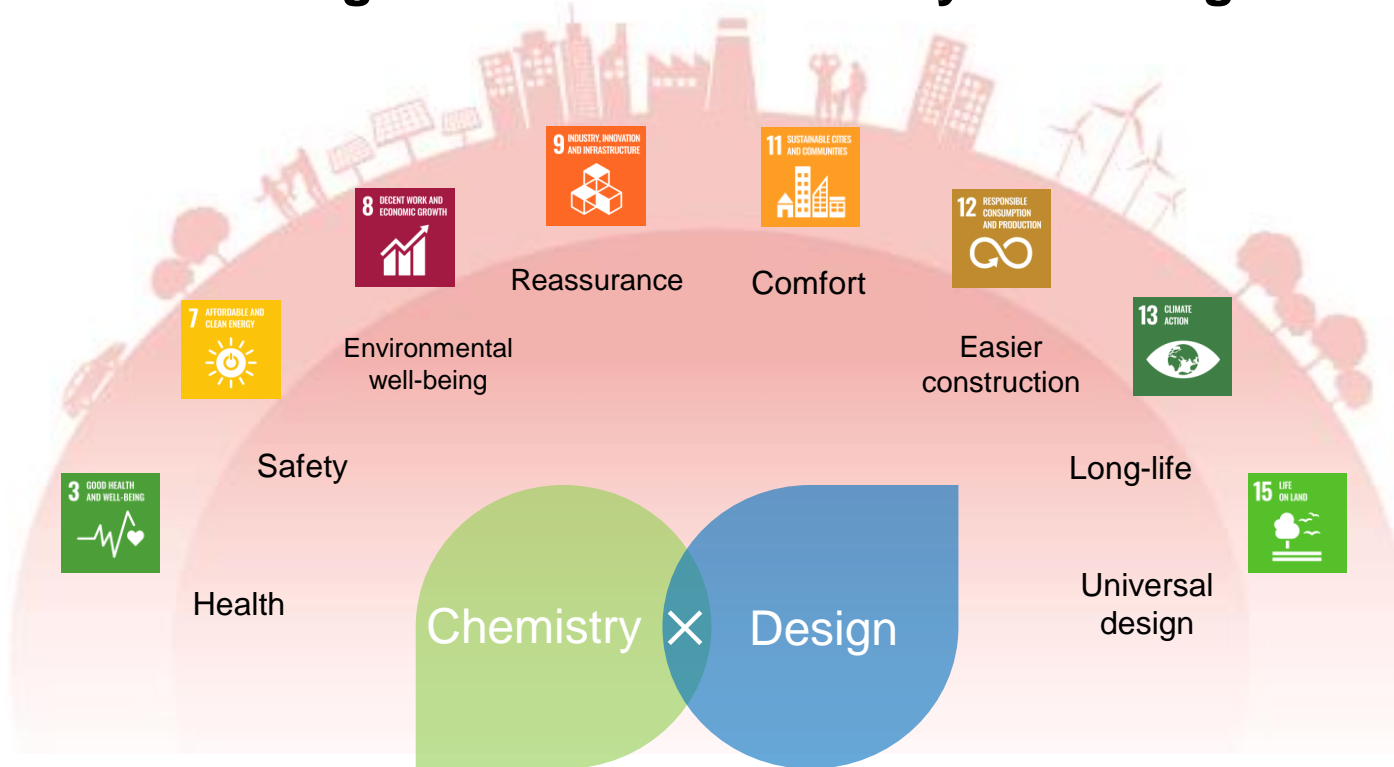 9 INDUSTRY, INNOVATION
AND INFRASTRUCTURE
11 SUSTAINABLE CITIES
AND COMMUNITIES
8 DECENT WORK AND
ECONOMIC GROWTH
12 RESPONSIBLE
CONSUMPTION
AND PRODUCTION
Reassurance
Comfort
7 AFFORDABLE AND
CLEAN ENERGY
13 CLIMATE
ACTION
Environmental
well-being
Easier
construction
Safety
Long-life
3 GOOD HEALTH
AND WELL-BEING
15 LIFE
ON LAND
Health
Universal
design
Chemistry × Design